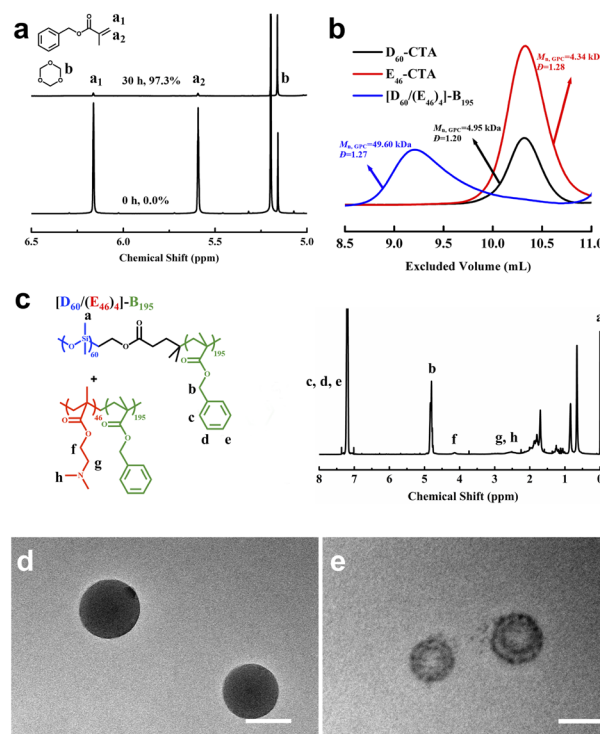 a
a₁
a₂
b
30 h, 97.3%
a₁
a₂
b
0 h, 0.0%
6.5 6.0 5.5 5.0
Chemical Shift (ppm)
b
D₆₀-CTA
E₄₆-CTA
[D₆₀/(E₄₆)₄]-B₁₉₅
Mₙ, GPC=4.34 kDa
Đ=1.28
Mₙ, GPC=49.60 kDa
Đ=1.27
Mₙ, GPC=4.95 kDa
Đ=1.20
8.5 9.0 9.5 10.0 10.5 11.0
Excluded Volume (mL)
c
[D₆₀/(E₄₆)₄]-B₁₉₅
a
60
195
b
c
d
e
+
46
195
f
g
h
a
c, d, e
b
f
g, h
8 7 6 5 4 3 2 1
Chemical Shift (ppm)
d
e